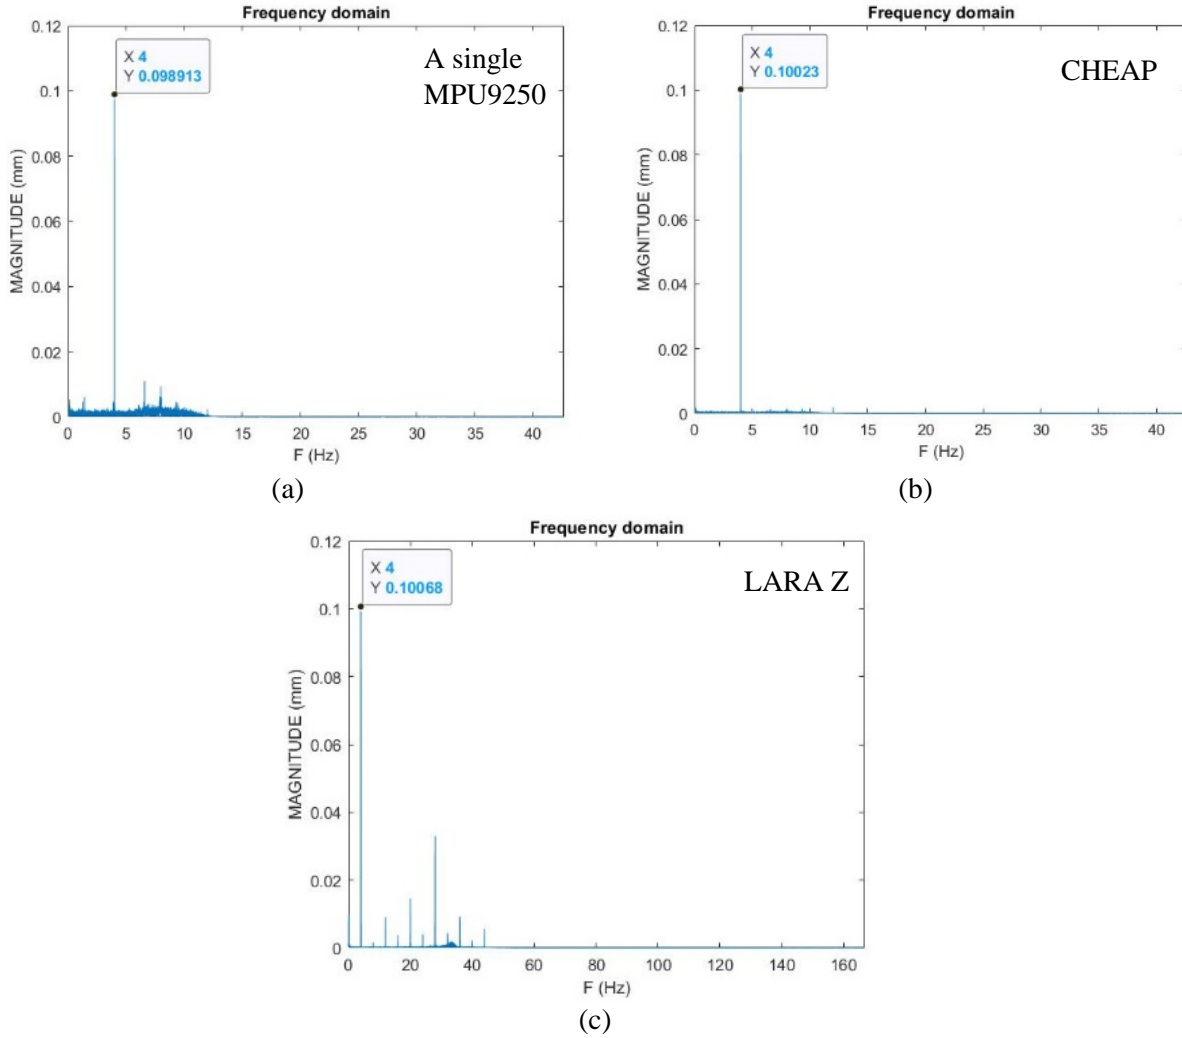 Frequency domain
0.12
0.1
0.08
0.06
0.04
0.02
0
MAGNITUDE (mm)
X 4
Y 0.098913
A single
MPU9250
0 5 10 15 20 25 30 35 40
F (Hz)
(a)
Frequency domain
0.12
0.1
0.08
0.06
0.04
0.02
0
MAGNITUDE (mm)
X 4
Y 0.10023
CHEAP
0 5 10 15 20 25 30 35 40
F (Hz)
(b)
Frequency domain
0.12
0.1
0.08
0.06
0.04
0.02
0
MAGNITUDE (mm)
X 4
Y 0.10068
LARA Z
0 20 40 60 80 100 120 140 160
F (Hz)
(c)